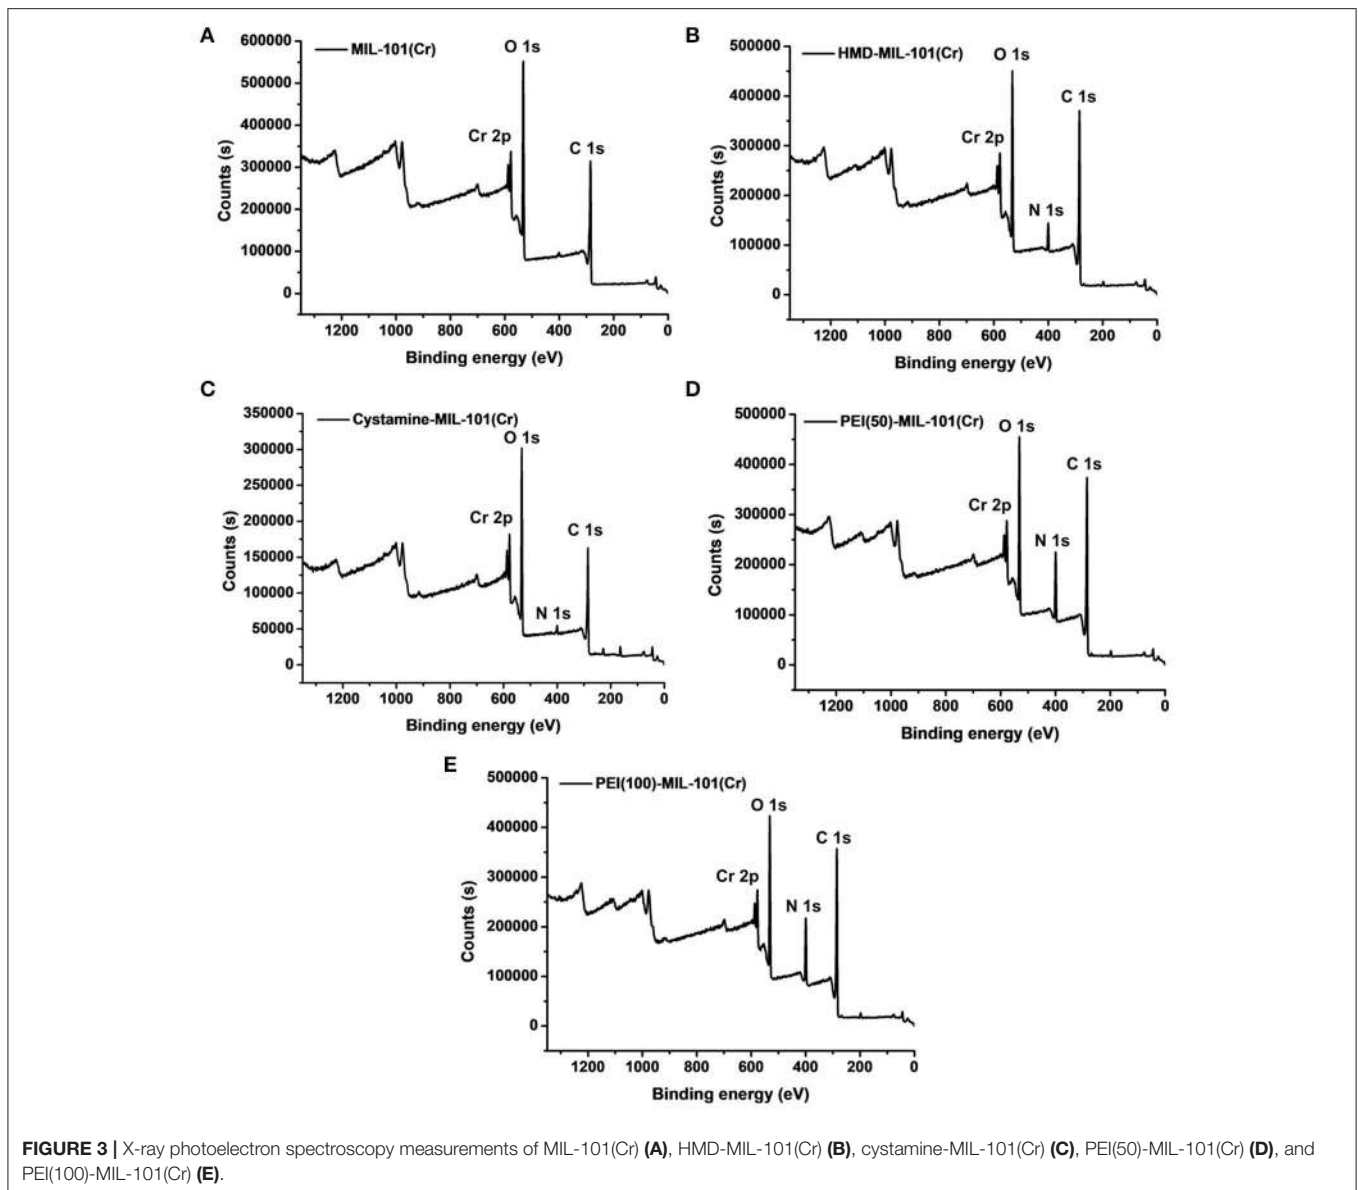 A
MIL-101(Cr)
O 1s
Cr 2p
C 1s
600000
500000
400000
300000
200000
100000
0
Counts (s)
1200 1000 800 600 400 200 0
Binding energy (eV)
B
HMD-MIL-101(Cr)
O 1s
C 1s
Cr 2p
N 1s
500000
400000
300000
200000
100000
0
Counts (s)
1200 1000 800 600 400 200 0
Binding energy (eV)
C
Cystamine-MIL-101(Cr)
O 1s
Cr 2p
C 1s
N 1s
350000
300000
250000
200000
150000
100000
50000
0
Counts (s)
1200 1000 800 600 400 200 0
Binding energy (eV)
D
PEI(50)-MIL-101(Cr)
O 1s
C 1s
Cr 2p
N 1s
500000
400000
300000
200000
100000
0
Counts (s)
1200 1000 800 600 400 200 0
Binding energy (eV)
E
PEI(100)-MIL-101(Cr)
O 1s
C 1s
Cr 2p
N 1s
500000
400000
300000
200000
100000
0
Counts (s)
1200 1000 800 600 400 200 0
Binding energy (eV)
FIGURE 3 | X-ray photoelectron spectroscopy measurements of MIL-101(Cr) (A), HMD-MIL-101(Cr) (B), cystamine-MIL-101(Cr) (C), PEI(50)-MIL-101(Cr) (D), and
PEI(100)-MIL-101(Cr) (E).